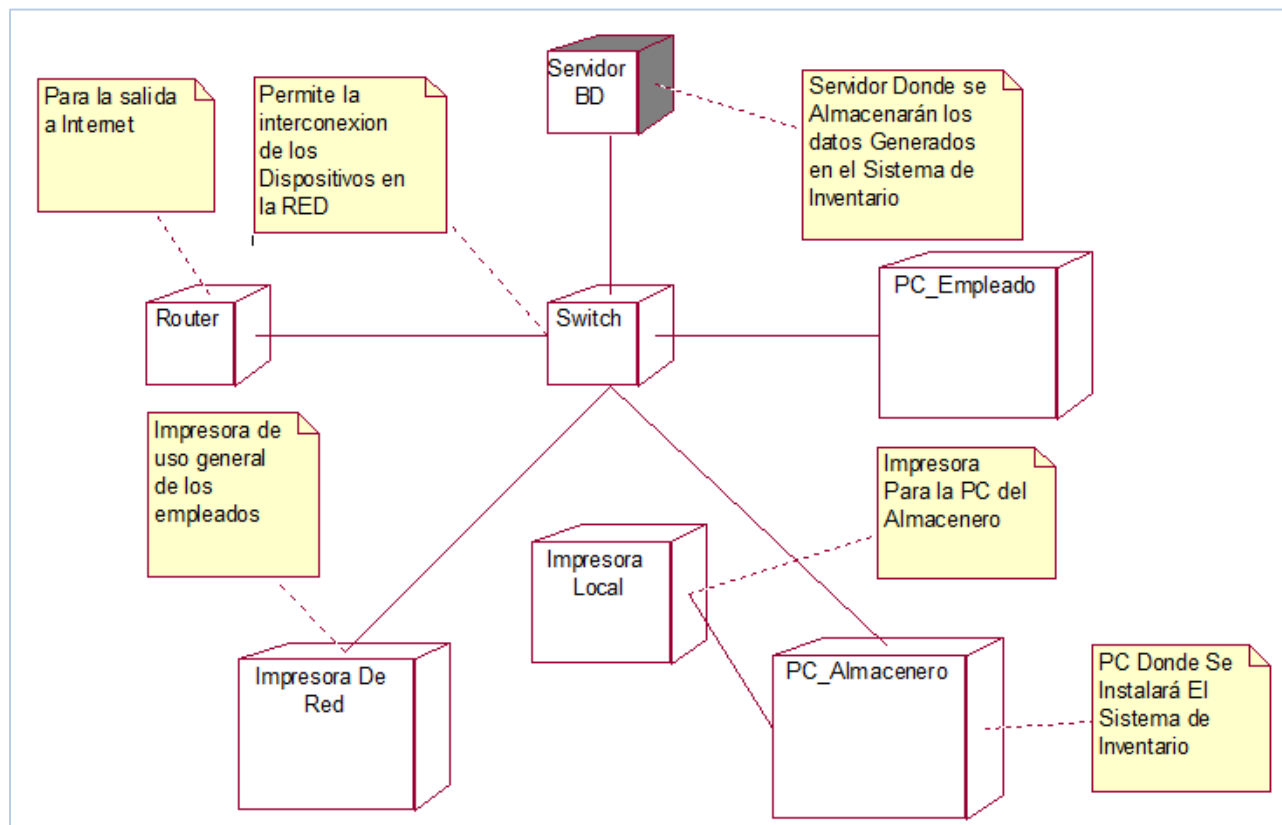 Servidor
BD
Para la salida
a Internet
Permite la
interconexion
de los
Dispositivos en
la RED
Servidor Donde se
Almacenarán los
datos Generados
en el Sistema de
Inventario
Router
Switch
PC_Empleado
Impresora de
uso general
de los
empleados
Impresora
Para la PC del
Almacenero
Impresora
Local
Impresora De
Red
PC_Almacenero
PC Donde Se
Instalará El
Sistema de
Inventario